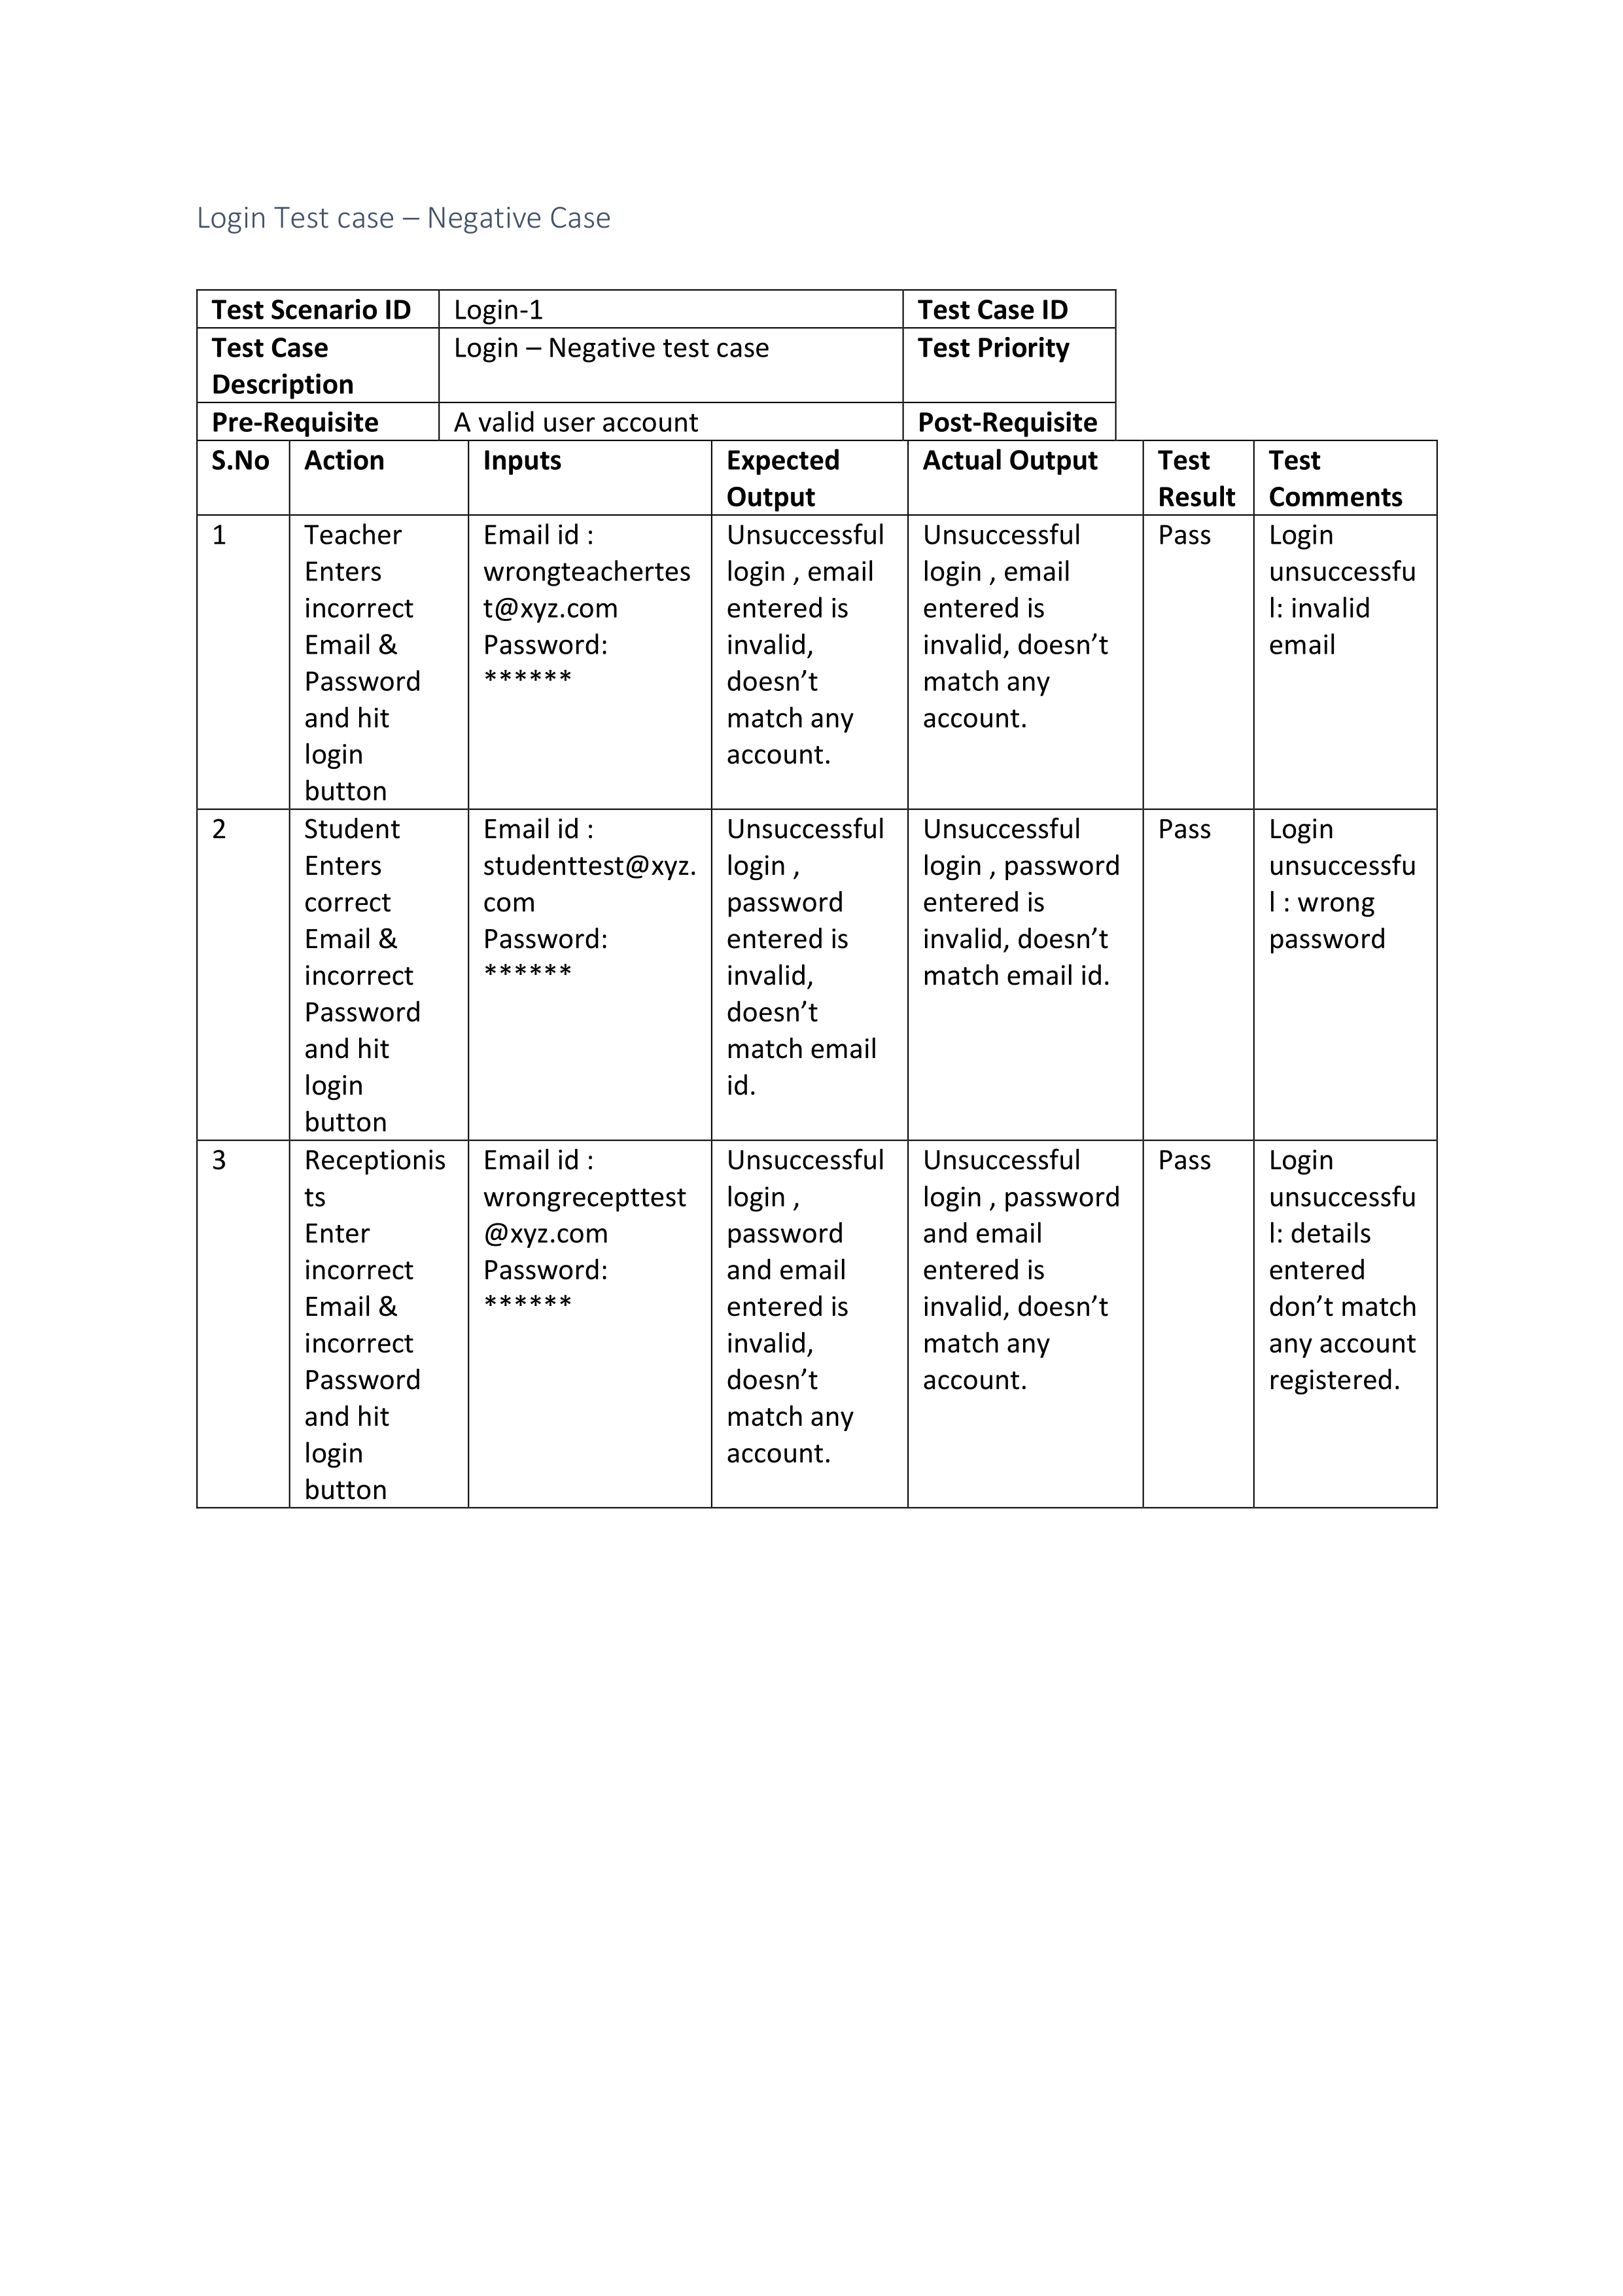 Login Test case – Negative Case
Test Scenario ID Login-1 Test Case ID
Test Case Description Login – Negative test case Test Priority
Pre-Requisite A valid user account Post-Requisite
S.No Action Inputs Expected Output Actual Output Test Result Test Comments
1
Teacher
Enters
incorrect
Email &
Password
and hit
login
button
Email id :
wrongteachertes
t@xyz.com
Password:
******
Unsuccessful
login , email
entered is
invalid,
doesn’t
match any
account.
Unsuccessful
login , email
entered is
invalid, doesn’t
match any
account.
Pass
Login
unsuccessfu
l: invalid
email
2
Student
Enters
correct
Email &
incorrect
Password
and hit
login
button
Email id :
studenttest@xyz.
com
Password:
******
Unsuccessful
login ,
password
entered is
invalid,
doesn’t
match email
id.
Unsuccessful
login , password
entered is
invalid, doesn’t
match email id.
Pass
Login
unsuccessfu
l : wrong
password
3
Receptionis
ts
Enter
incorrect
Email &
incorrect
Password
and hit
login
button
Email id :
wrongrecepttest
@xyz.com
Password:
******
Unsuccessful
login ,
password
and email
entered is
invalid,
doesn’t
match any
account.
Unsuccessful
login , password
and email
entered is
invalid, doesn’t
match any
account.
Pass
Login
unsuccessfu
l: details
entered
don’t match
any account
registered.